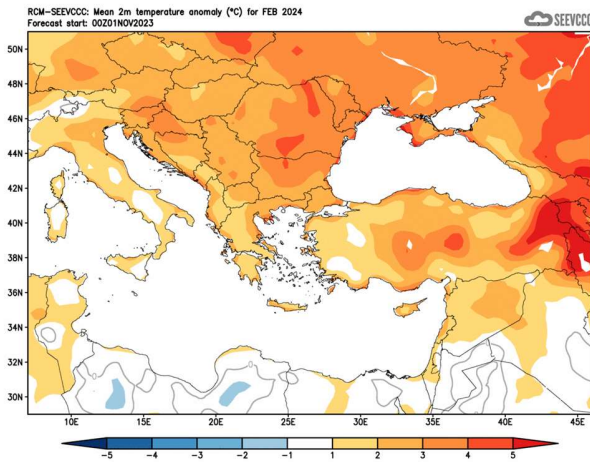 RCM-SEEVCCC: Mean 2m temperature anomaly (°C) for FEB 2024
Forecast start: 00Z01NOV2023
SEEVCCC
50N
48N
46N
44N
42N
40N
38N
36N
34N
32N
30N
10E 15E 20E 25E 30E 35E 40E 45E
-5 -4 -3 -2 -1 1 2 3 4 5